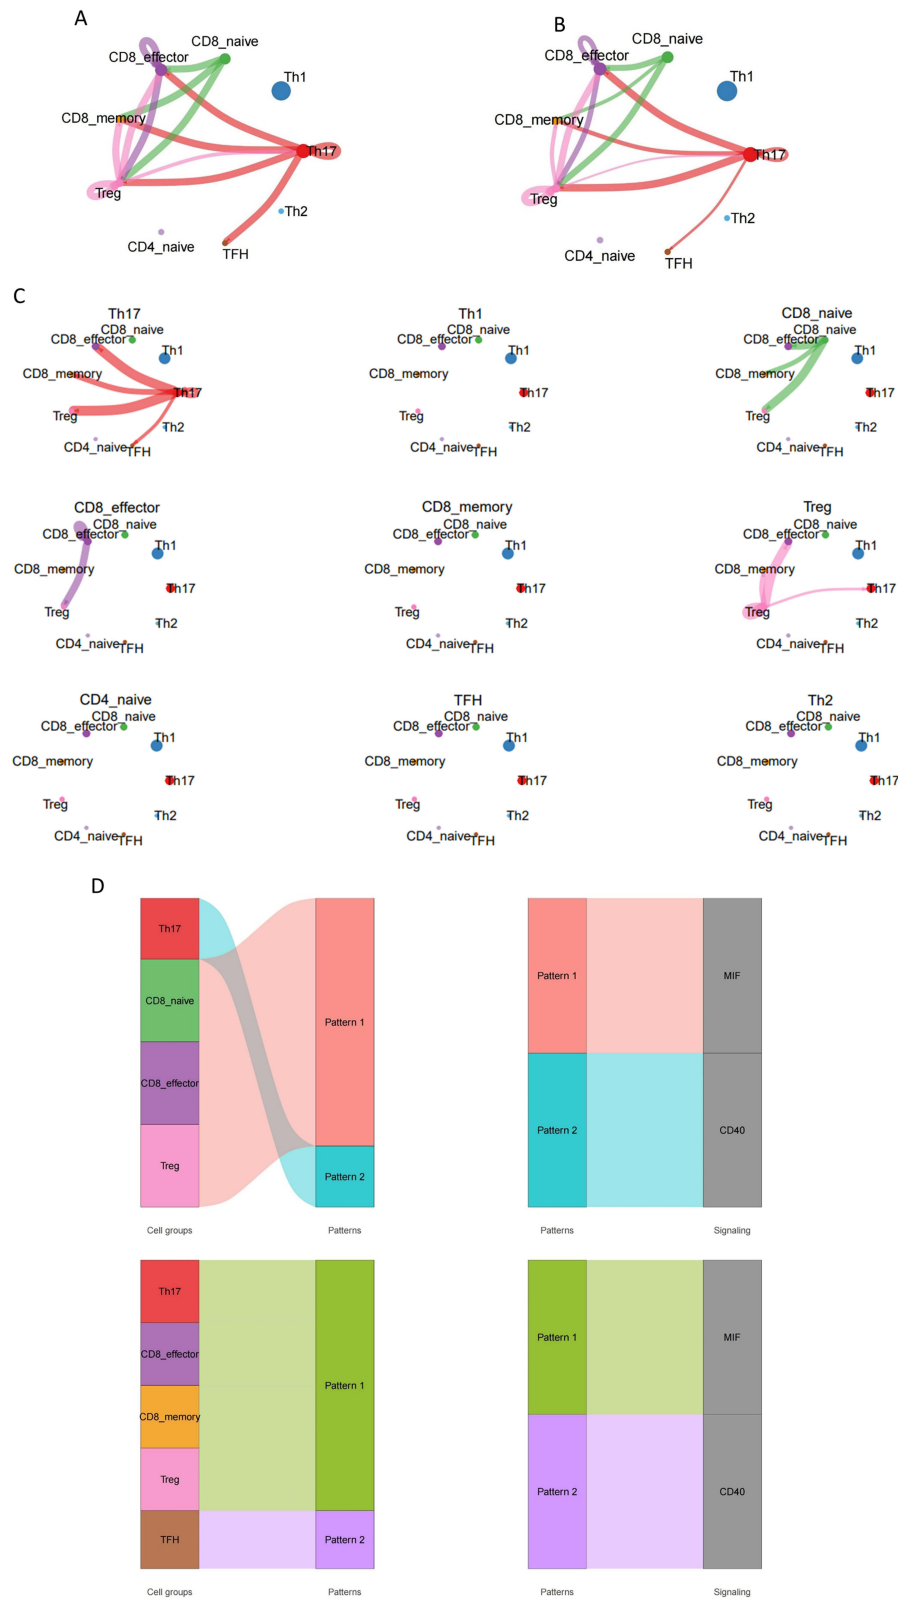 A
CD8_naive
CD8_effector
Th1
CD8_memory
Th17
Treg
Th2
CD4_naive
TFH
B
CD8_naive
CD8_effector
Th1
CD8_memory
Th17
Treg
Th2
CD4_naive
TFH
C
Th17
CD8_naive
CD8_effector
Th1
CD8_memory
Th17
Treg
Th2
CD4_naive
TFH
Th1
CD8_naive
CD8_effector
Th1
CD8_memory
Th17
Treg
Th2
CD4_naive
TFH
CD8_naive
CD8_naive
CD8_effector
Th1
CD8_memory
Th17
Treg
Th2
CD4_naive
TFH
CD8_effector
CD8_naive
CD8_effector
Th1
CD8_memory
Th17
Treg
Th2
CD4_naive
TFH
CD8_memory
CD8_naive
CD8_effector
Th1
CD8_memory
Th17
Treg
Th2
CD4_naive
TFH
Treg
CD8_naive
CD8_effector
Th1
CD8_memory
Th17
Treg
Th2
CD4_naive
TFH
CD4_naive
CD8_naive
CD8_effector
Th1
CD8_memory
Th17
Treg
Th2
CD4_naive
TFH
TFH
CD8_naive
CD8_effector
Th1
CD8_memory
Th17
Treg
Th2
CD4_naive
TFH
Th2
CD8_naive
CD8_effector
Th1
CD8_memory
Th17
Treg
Th2
CD4_naive
TFH
D
Th17
CD8_naive
CD8_effector
Treg
Pattern 1
Pattern 2
Cell groups
Patterns
Pattern 1
Pattern 2
MIF
CD40
Patterns
Signaling
Th17
CD8_effector
CD8_memory
Treg
TFH
Pattern 1
Pattern 2
Cell groups
Patterns
Pattern 1
Pattern 2
MIF
CD40
Patterns
Signaling